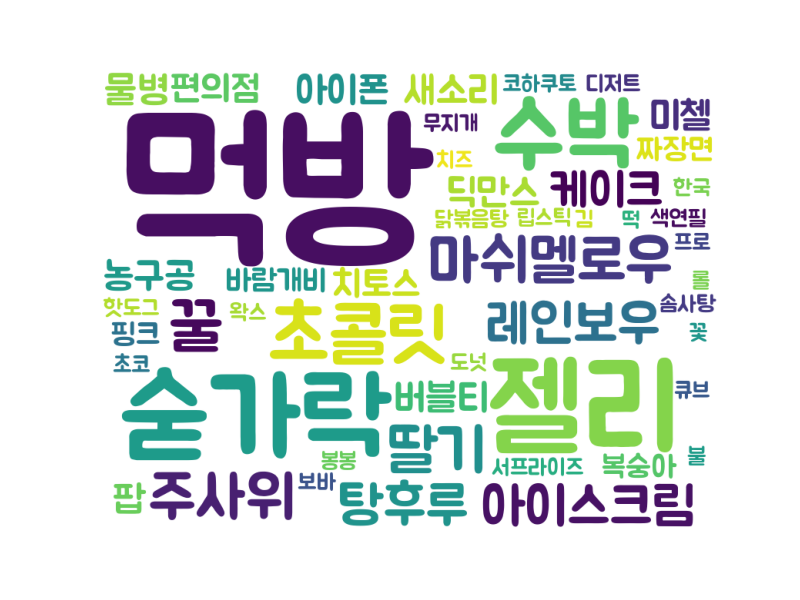 물병 편의점 아이폰 새소리 코하쿠토 디저트
먹방 무지개 수박 미첼
치즈 짜장면
딕만스 케이크 한국
닭볶음탕 립스틱 김 떡 색연필
마쉬멜로우 프로
농구공 바람개비 치토스 롤
핫도그 꿀 왁스 초콜릿 레인보우 솜사탕
핑크 꽃
초코 도넛
숟가락 버블티 젤리 큐브
딸기 봉봉 서프라이즈 복숭아 불
팝 주사위 보바 탕후루 아이스크림